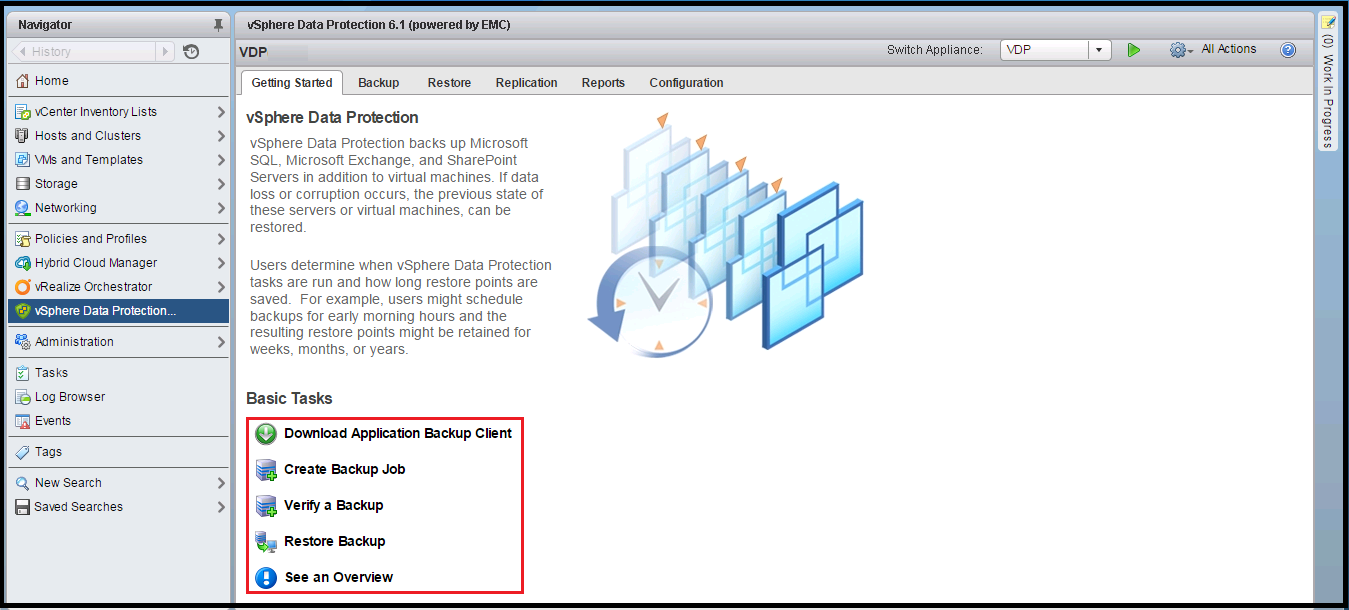 Navigator
History
Home
vCenter Inventory Lists
Hosts and Clusters
VMs and Templates
Storage
Networking
Policies and Profiles
Hybrid Cloud Manager
vRealize Orchestrator
vSphere Data Protection...
Administration
Tasks
Log Browser
Events
Tags
New Search
Saved Searches
vSphere Data Protection 6.1 (powered by EMC)
VDP
Switch Appliance:
VDP
All Actions
Getting Started
Backup
Restore
Replication
Reports
Configuration
vSphere Data Protection
vSphere Data Protection backs up Microsoft
SQL, Microsoft Exchange, and SharePoint
Servers in addition to virtual machines. If data
loss or corruption occurs, the previous state of
these servers or virtual machines, can be
restored.
Users determine when vSphere Data Protection
tasks are run and how long restore points are
saved.  For example, users might schedule
backups for early morning hours and the
resulting restore points might be retained for
weeks, months, or years.
Basic Tasks
Download Application Backup Client
Create Backup Job
Verify a Backup
Restore Backup
See an Overview
(0) Work In Progress